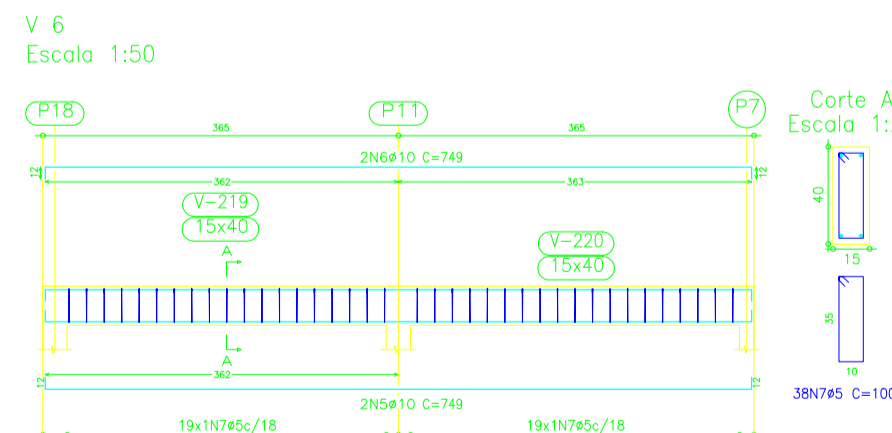 V 6
Escala 1:50
P18
P11
P7
Corte A
Escala 1:
365
365
2N6ø10 C=749
12
12
362
363
V-219
15x40
V-220
15x40
A
A
40
15
35
10
38N7ø5 C=100
362
12
12
2N5ø10 C=749
19x1N7ø5c/18
19x1N7ø5c/18